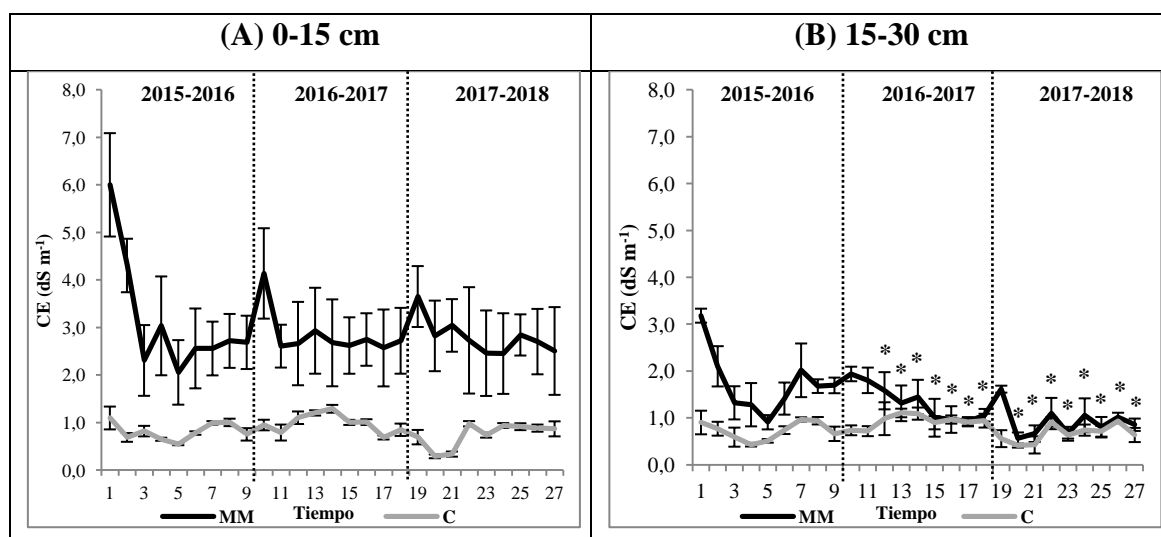 (A) 0-15 cm
(B) 15-30 cm
2015-2016
2016-2017
2017-2018
8,0
7,0
6,0
5,0
4,0
3,0
2,0
1,0
0,0
CE (dS m⁻¹)
1 3 5 7 9 11 13 15 17 19 21 23 25 27
Tiempo
MM
C
2015-2016
2016-2017
2017-2018
8,0
7,0
6,0
5,0
4,0
3,0
2,0
1,0
0,0
CE (dS m⁻¹)
* * * * * * * * * * * * * * *
1 3 5 7 9 11 13 15 17 19 21 23 25 27
Tiempo
MM
C